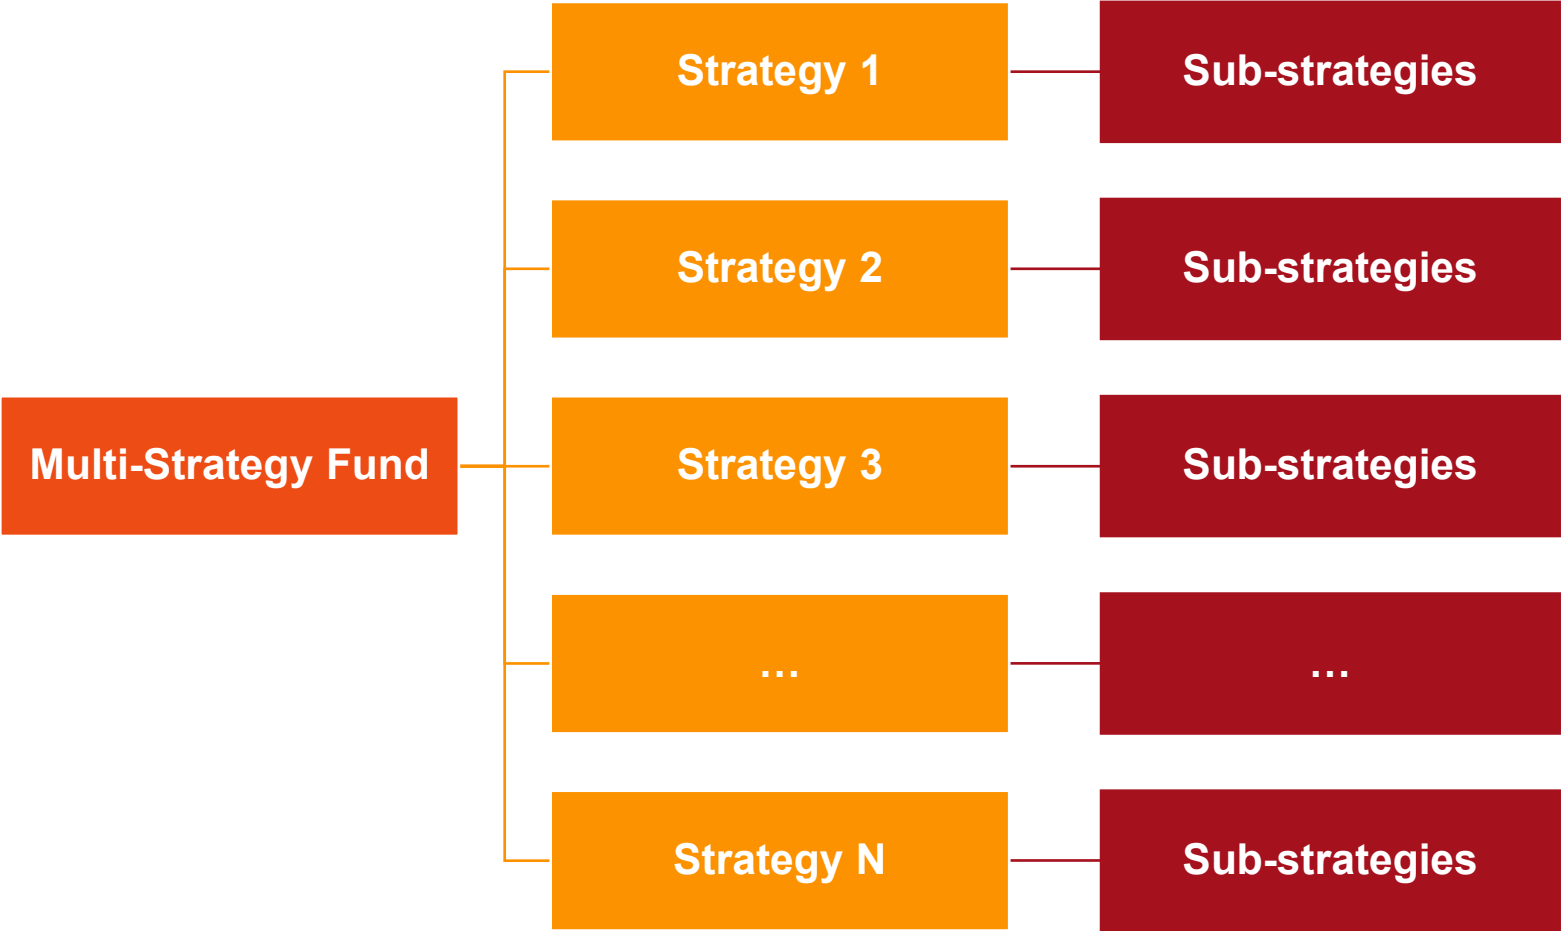 Strategy 1
Sub-strategies
Strategy 2
Sub-strategies
Multi-Strategy Fund
Strategy 3
Sub-strategies
...
...
Strategy N
Sub-strategies